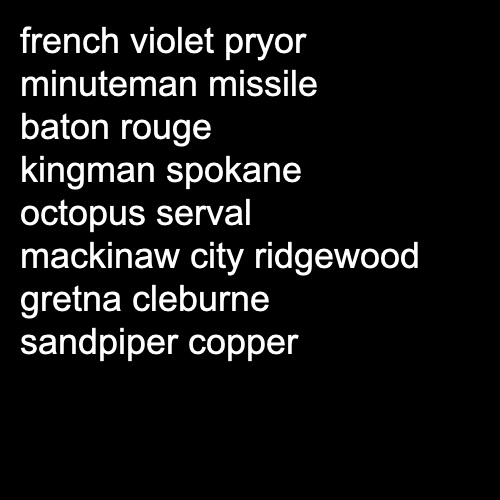 french violet pryor
minuteman missile
baton rouge
kingman spokane
octopus serval
mackinaw city ridgewood
gretna cleburne
sandpiper copper